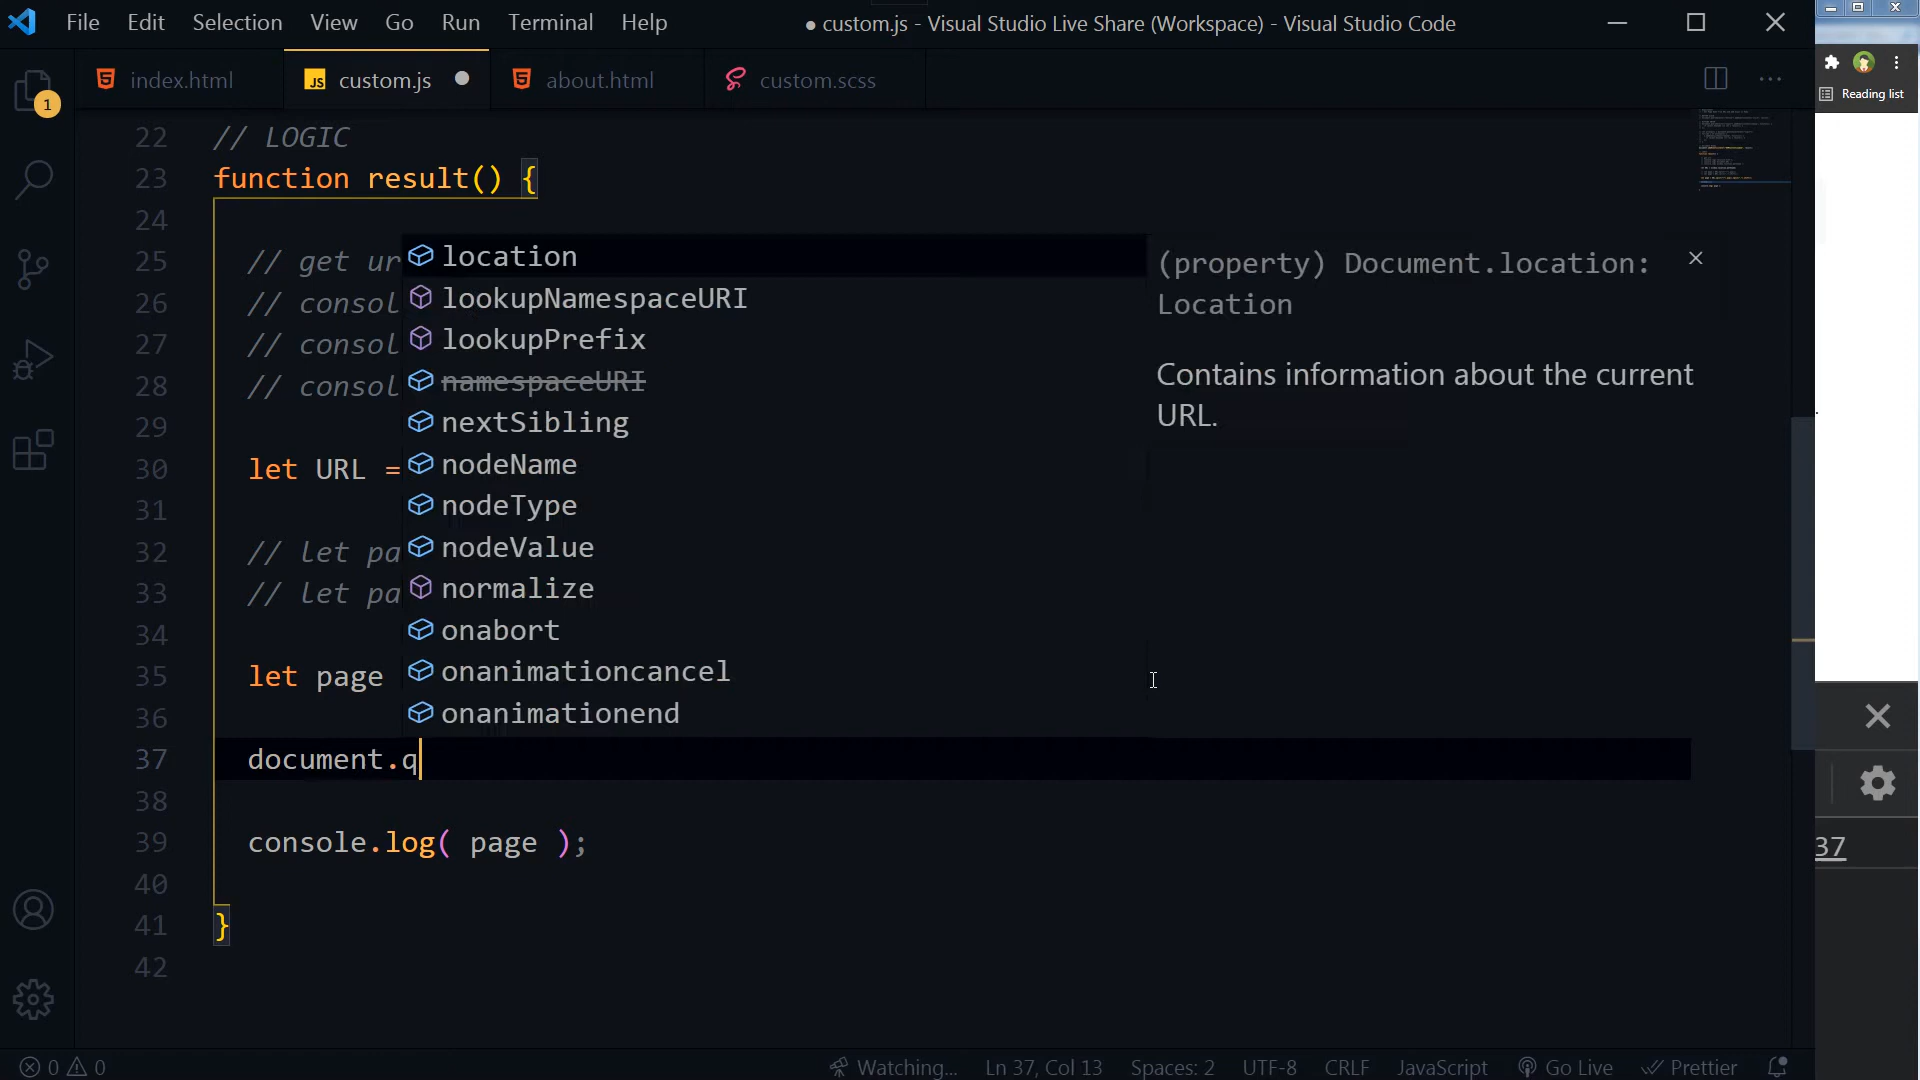 File Edit Selection View Go Run Terminal Help
● custom.js - Visual Studio Live Share (Workspace) - Visual Studio Code
index.html
JS custom.js
about.html
custom.scss
1
Reading list
22 // LOGIC
23 function result() {
24
25 // get ur
26 // consol
27 // consol
28 // consol
29
30 let URL =
31
32 // let pa
33 // let pa
34
35 let page
36
37 document.q
38
39 console.log( page );
40
41 }
42
location
lookupNamespaceURI
lookupPrefix
namespaceURI
nextSibling
nodeName
nodeType
nodeValue
normalize
onabort
onanimationcancel
onanimationend
(property) Document.location:
Location
Contains information about the current
URL.
37
0 0
Watching... Ln 37, Col 13 Spaces: 2 UTF-8 CRLF JavaScript Go Live Prettier